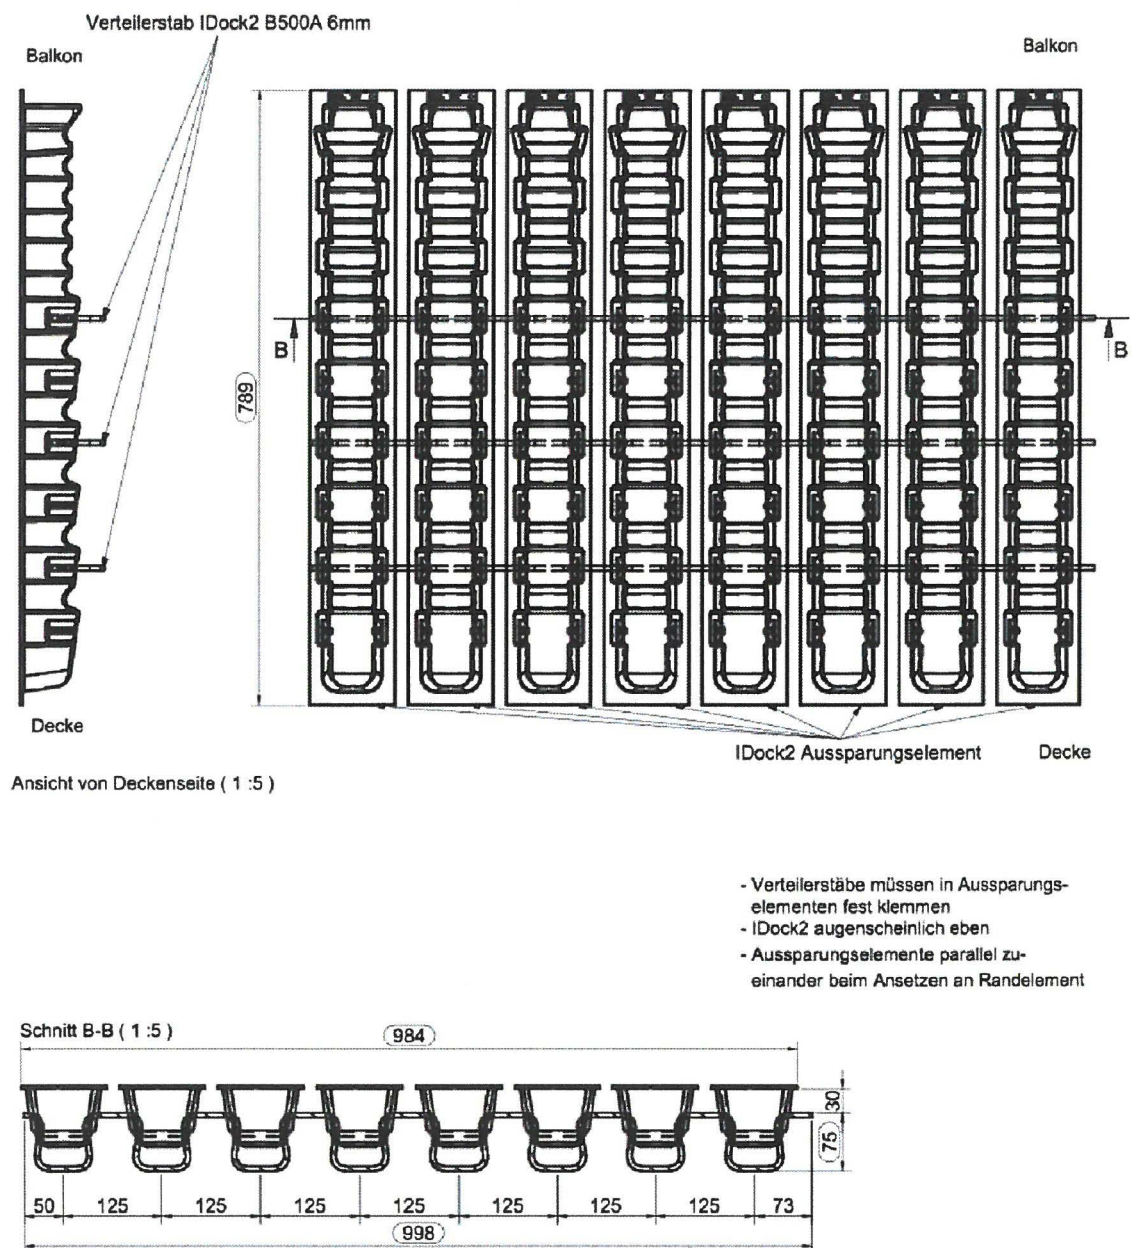 Verteilerstab IDock2 B500A 6mm
Balkon
Balkon
B
B
789
Decke
IDock2 Aussparungselement
Decke
Ansicht von Deckenseite ( 1 :5 )
- Verteilerstäbe müssen in Aussparungs-
elementen fest klemmen
- IDock2 augenscheinlich eben
- Aussparungselemente parallel zu-
einander beim Ansetzen an Randelement
Schnitt B-B ( 1 :5 )
984
30
75
50 125 125 125 125 125 125 125 73
998